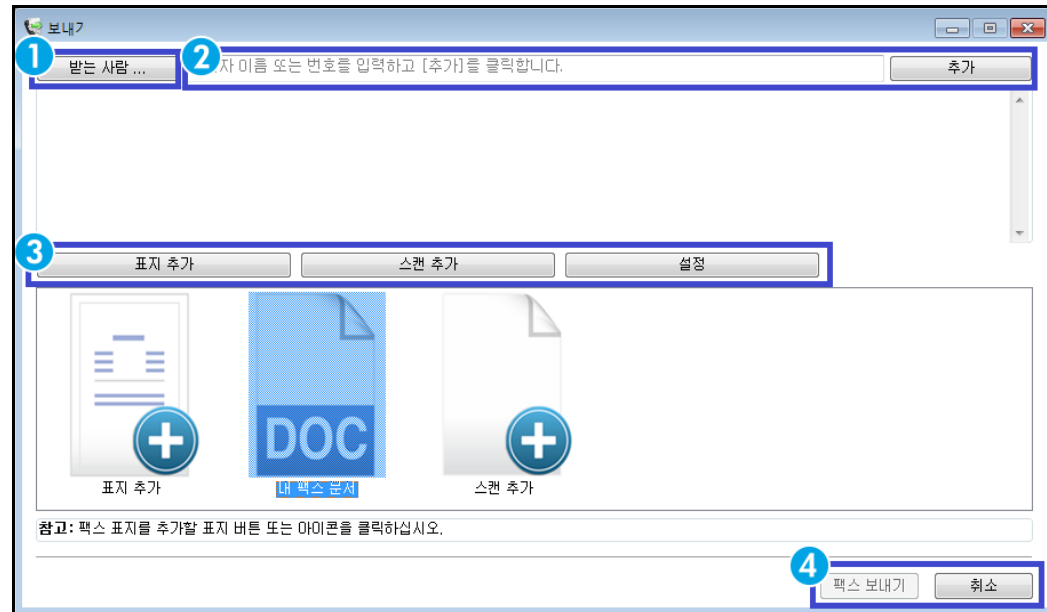 보내기
1
2
받는 사람 ...
자 이름 또는 번호를 입력하고 [추가]를 클릭합니다.
추가
3
표지 추가
스캔 추가
설정
DOC
표지 추가
내 팩스 문서
스캔 추가
참고: 팩스 표지를 추가할 표지 버튼 또는 아이콘을 클릭하십시오.
4
팩스 보내기
취소